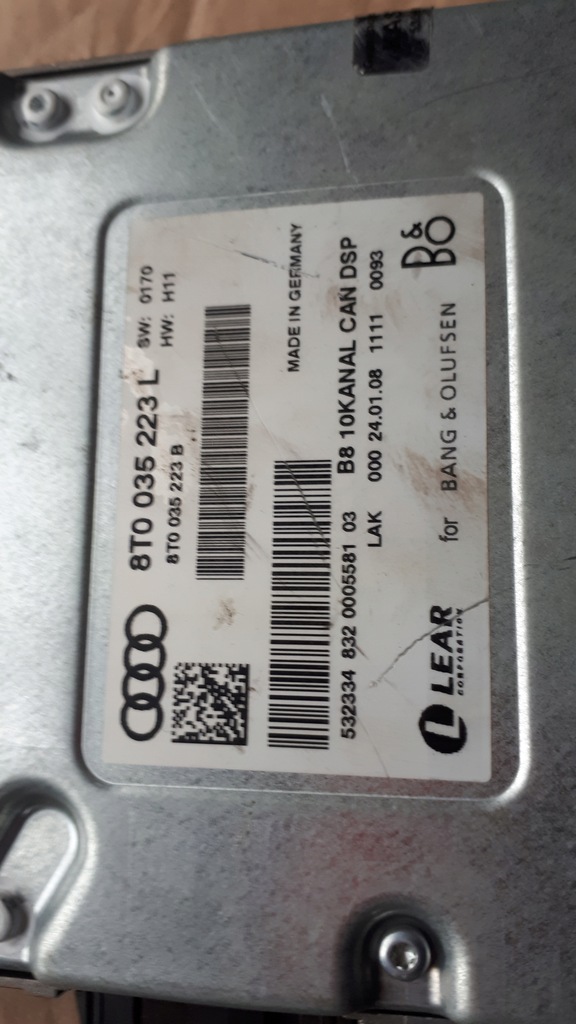 8T0 035 223 L SW: 0170
8T0 035 223 B HW: H11
MADE IN GERMANY
532334 832 0005581 03 B8 10KANAL CAN DSP
LAK 000 24.01.08 1111 0093
LEAR for BANG & OLUFSEN B&O
CORPORATION